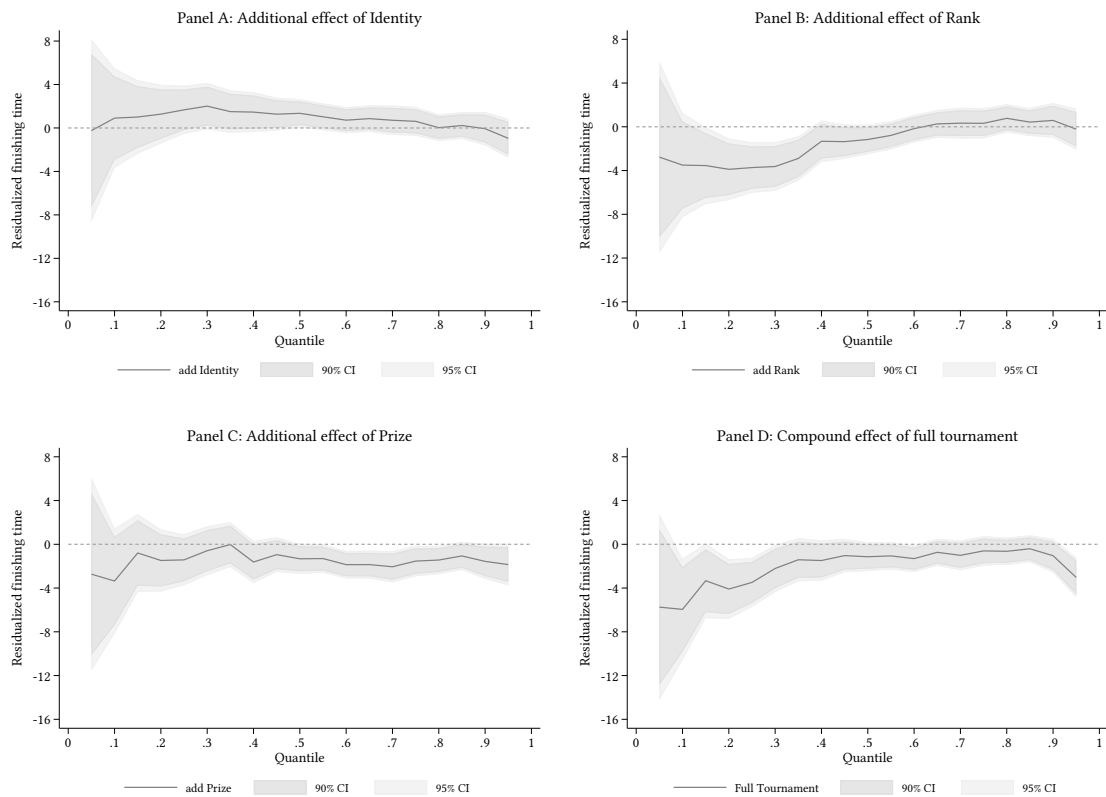 Panel A: Additional effect of Identity
Residualized finishing time
8
4
0
-4
-8
-12
-16
0 .1 .2 .3 .4 .5 .6 .7 .8 .9 1
Quantile
add Identity 90% CI 95% CI
Panel B: Additional effect of Rank
Residualized finishing time
8
4
0
-4
-8
-12
-16
0 .1 .2 .3 .4 .5 .6 .7 .8 .9 1
Quantile
add Rank 90% CI 95% CI
Panel C: Additional effect of Prize
Residualized finishing time
8
4
0
-4
-8
-12
-16
0 .1 .2 .3 .4 .5 .6 .7 .8 .9 1
Quantile
add Prize 90% CI 95% CI
Panel D: Compound effect of full tournament
Residualized finishing time
8
4
0
-4
-8
-12
-16
0 .1 .2 .3 .4 .5 .6 .7 .8 .9 1
Quantile
Full Tournament 90% CI 95% CI